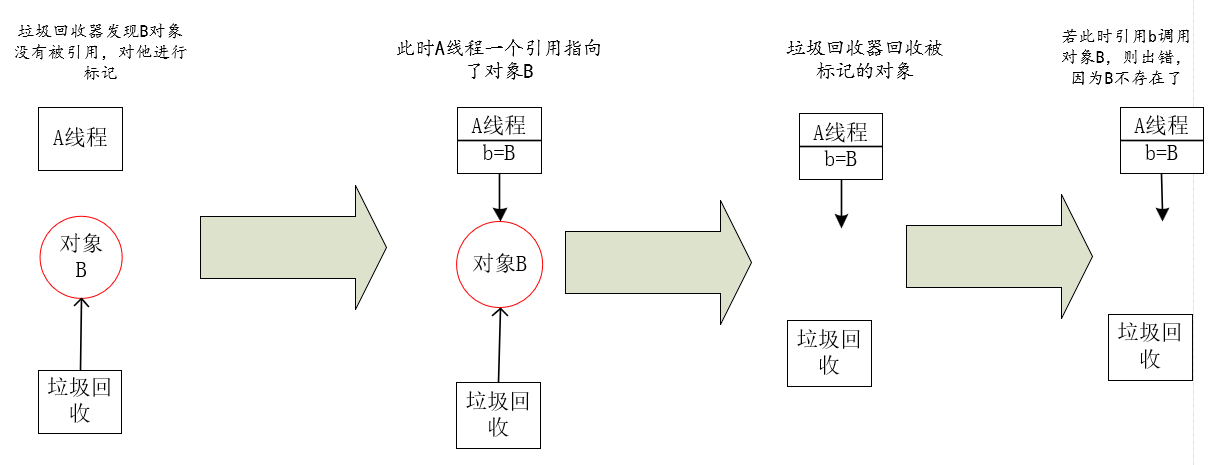 垃圾回收器发现B对象
没有被引用，对他进行
标记
A线程
对象
B
垃圾回
收
此时A线程一个引用指向
了对象B
A线程
b=B
对象B
垃圾回
收
垃圾回收器回收被
标记的对象
A线程
b=B
垃圾回
收
若此时引用b调用
对象B，则出错，
因为B不存在了
A线程
b=B
垃圾回
收